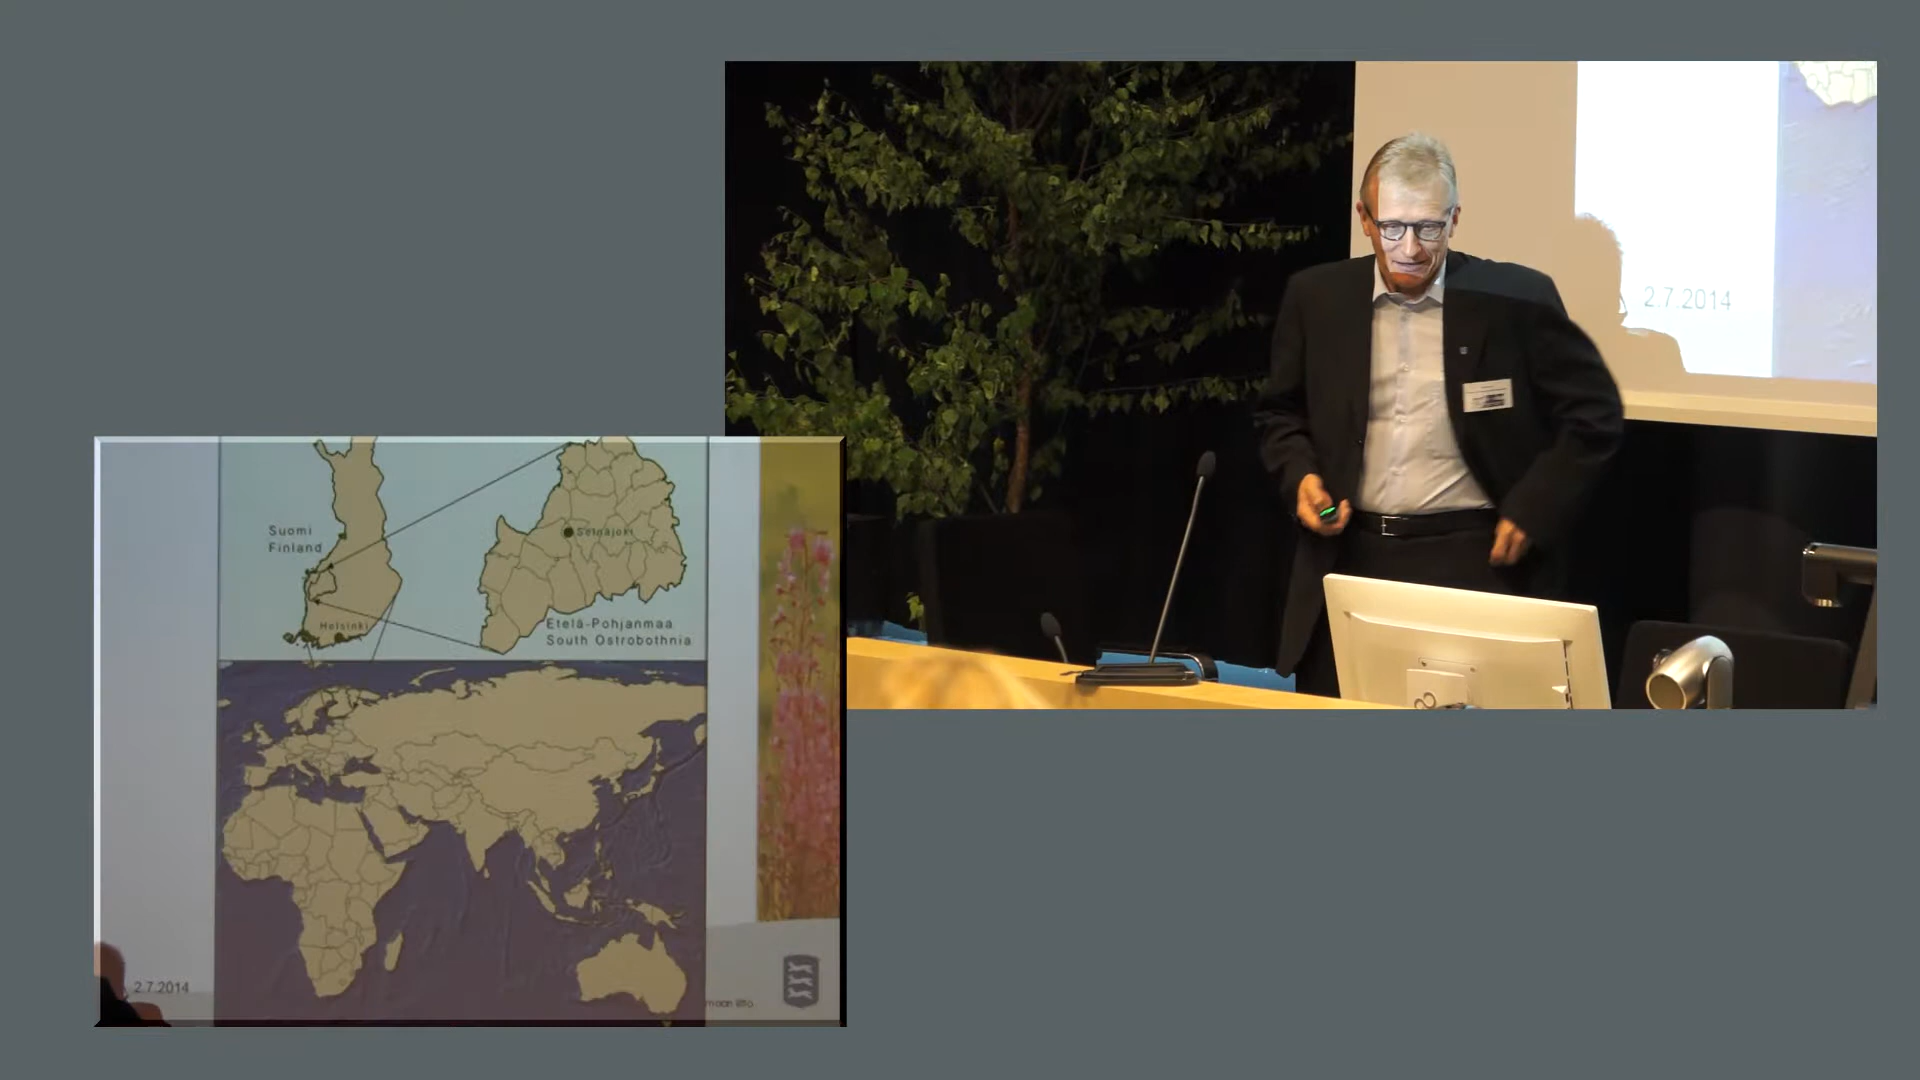 2.7.2014
Suomi
Finland
Seinäjoki
Helsinki
Etelä-Pohjanmaa
South Ostrobothnia
2.7.2014